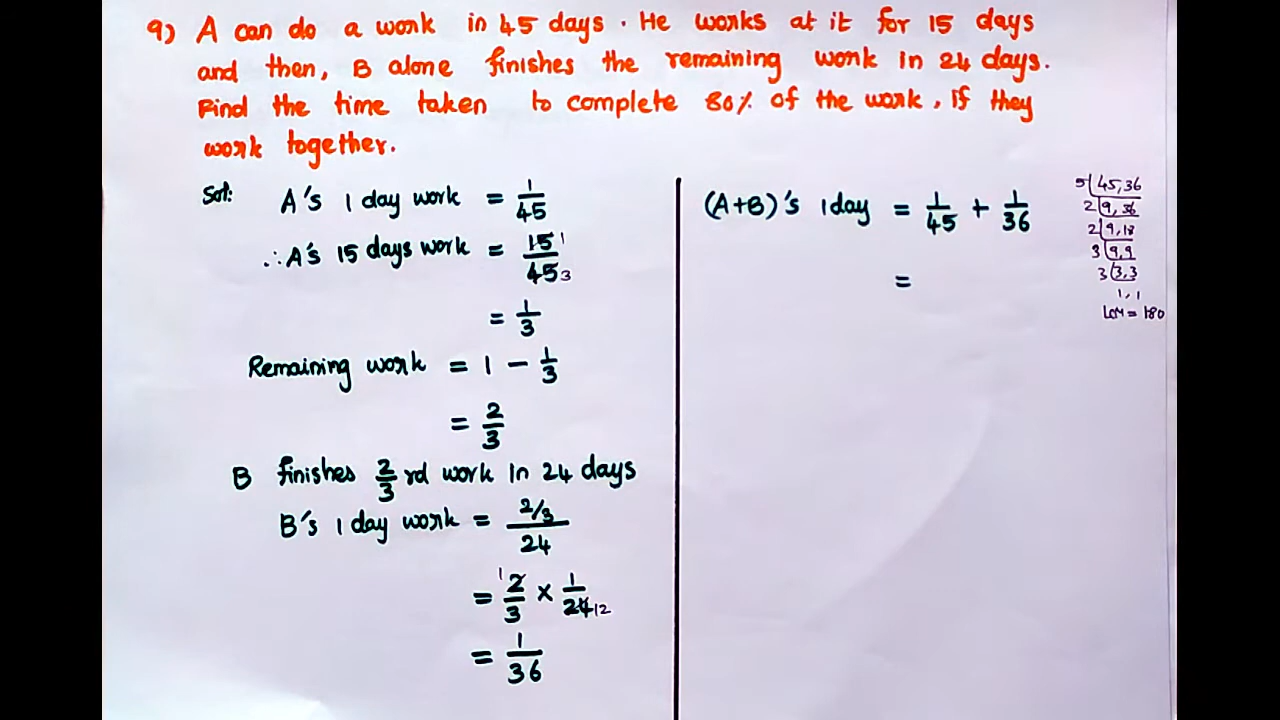 9) A can do a work in 45 days. He works at it for 15 days
and then, B alone finishes the remaining work in 24 days.
Find the time taken to complete 80% of the work, if they
work together.
Sol: A's 1 day work = 1/45
∴ A's 15 days work = 15/45 1 3
= 1/3
Remaining work = 1 - 1/3
= 2/3
B finishes 2/3 rd work in 24 days
B's 1 day work = 2/3 / 24
= 1 2/3 × 1/24 12
= 1/36
(A+B)'s 1 day = 1/45 + 1/36
=
5 | 45, 36
2 | 9, 36
2 | 9, 18
3 | 9, 9
3 | 3, 3
1, 1
LCM = 180